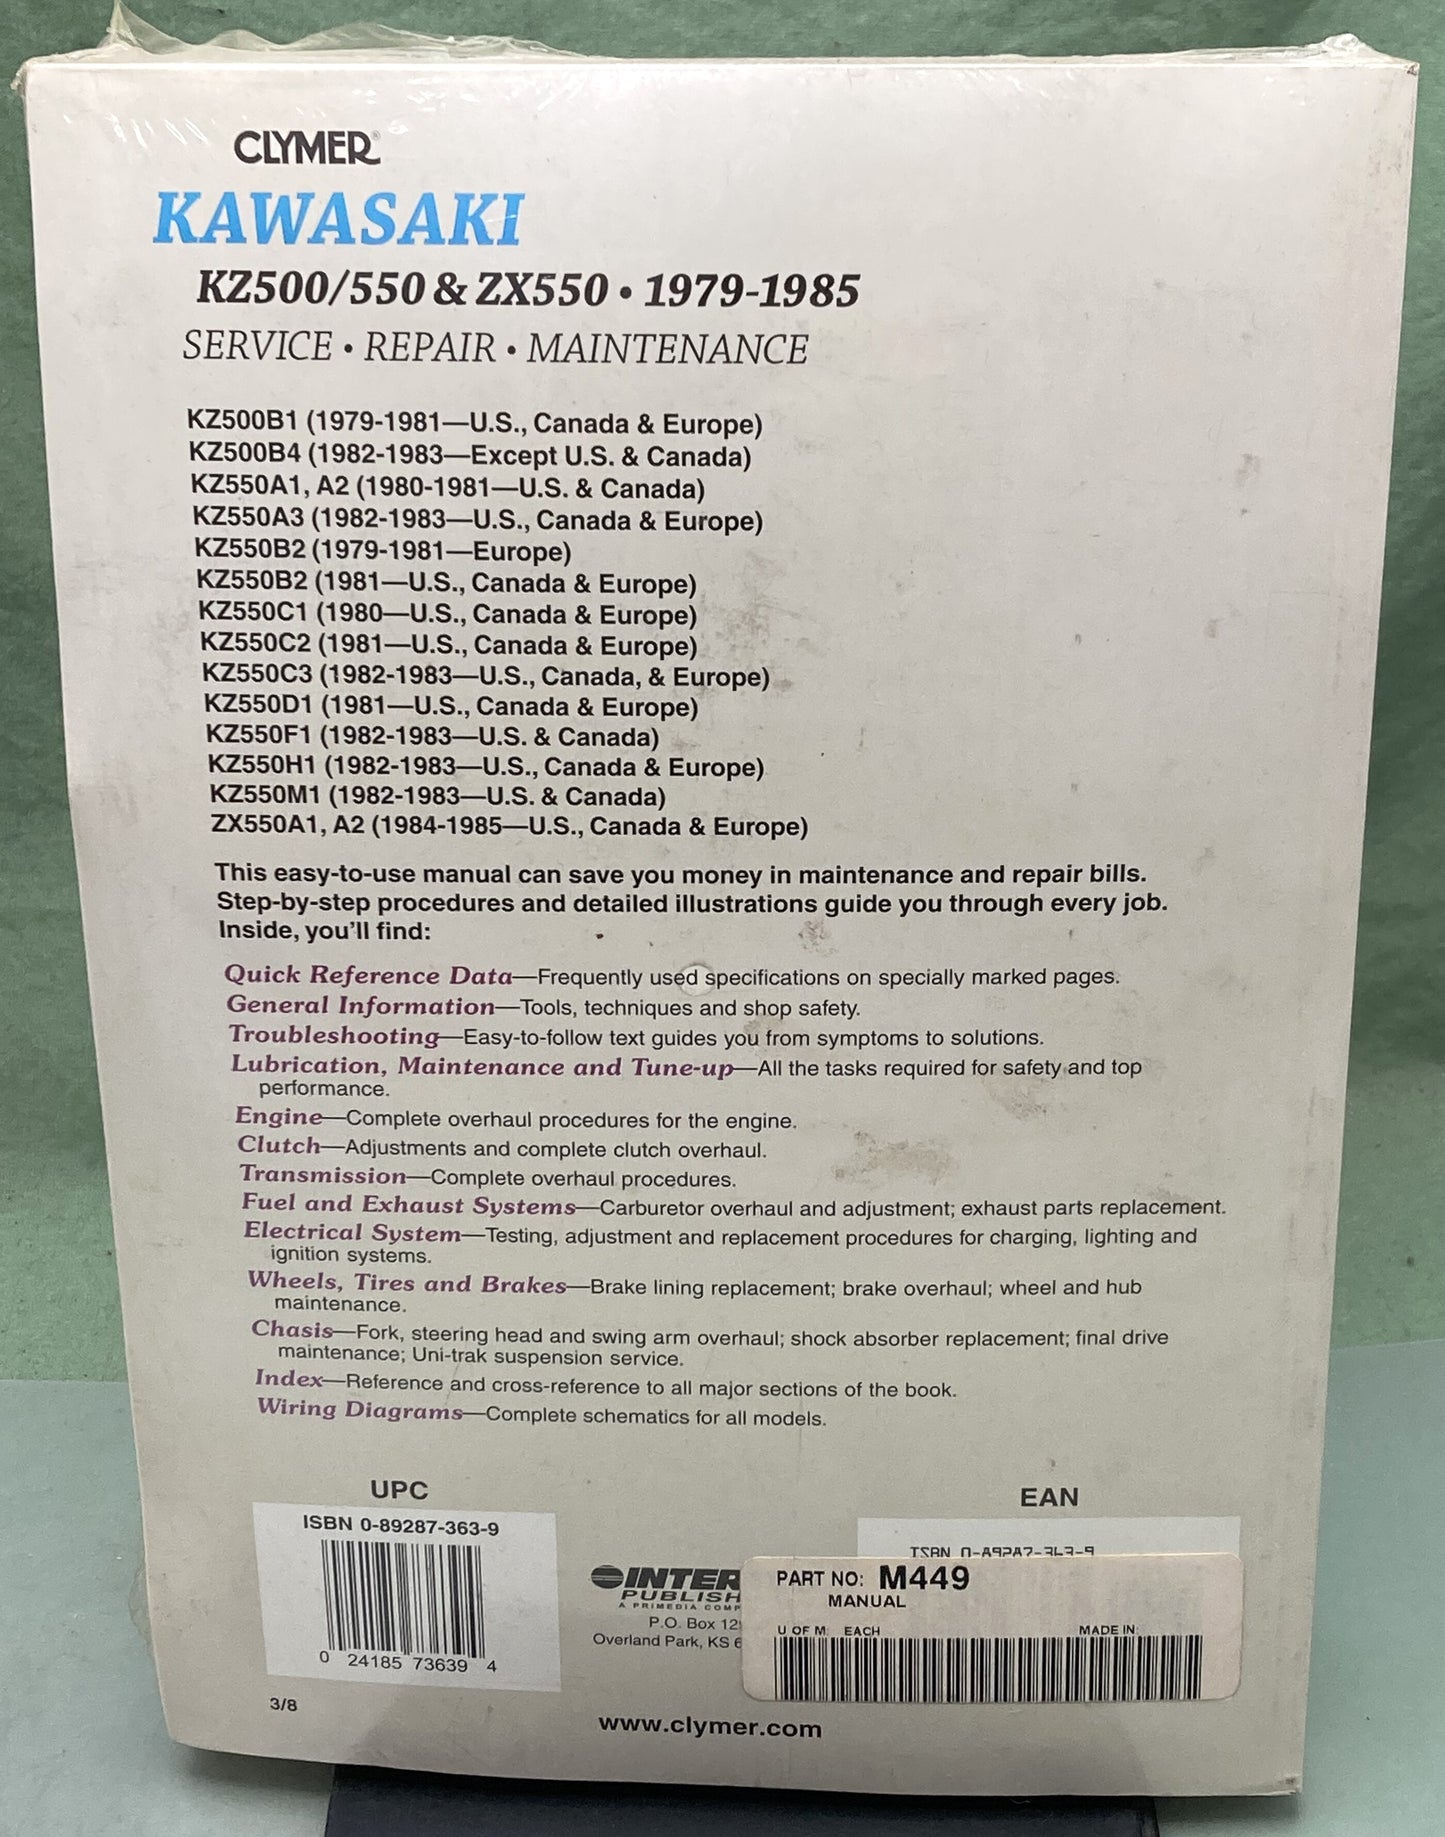 CLYMER®
KAWASAKI
KZ500/550 & ZX550 • 1979-1985
SERVICE • REPAIR • MAINTENANCE
KZ500B1 (1979-1981—U.S., Canada & Europe)
KZ500B4 (1982-1983—Except U.S. & Canada)
KZ550A1, A2 (1980-1981—U.S. & Canada)
KZ550A3 (1982-1983—U.S., Canada & Europe)
KZ550B2 (1979-1981—Europe)
KZ550B2 (1981—U.S., Canada & Europe)
KZ550C1 (1980—U.S., Canada & Europe)
KZ550C2 (1981—U.S., Canada & Europe)
KZ550C3 (1982-1983—U.S., Canada, & Europe)
KZ550D1 (1981—U.S., Canada & Europe)
KZ550F1 (1982-1983—U.S. & Canada)
KZ550H1 (1982-1983—U.S., Canada & Europe)
KZ550M1 (1982-1983—U.S. & Canada)
ZX550A1, A2 (1984-1985—U.S., Canada & Europe)
This easy-to-use manual can save you money in maintenance and repair bills.
Step-by-step procedures and detailed illustrations guide you through every job.
Inside, you'll find:
Quick Reference Data—Frequently used specifications on specially marked pages.
General Information—Tools, techniques and shop safety.
Troubleshooting—Easy-to-follow text guides you from symptoms to solutions.
Lubrication, Maintenance and Tune-up—All the tasks required for safety and top
performance.
Engine—Complete overhaul procedures for the engine.
Clutch—Adjustments and complete clutch overhaul.
Transmission—Complete overhaul procedures.
Fuel and Exhaust Systems—Carburetor overhaul and adjustment; exhaust parts replacement.
Electrical System—Testing, adjustment and replacement procedures for charging, lighting and
ignition systems.
Wheels, Tires and Brakes—Brake lining replacement; brake overhaul; wheel and hub
maintenance.
Chasis—Fork, steering head and swing arm overhaul; shock absorber replacement; final drive
maintenance; Uni-trak suspension service.
Index—Reference and cross-reference to all major sections of the book.
Wiring Diagrams—Complete schematics for all models.
UPC
ISBN 0-89287-363-9
0 24185 73639 4
3/8
INTER
PUBLISH
A PRIMEDIA COMP
P.O. Box 12
Overland Park, KS 6
www.clymer.com
EAN
ISBN 0-89287-363-9
PART NO: M449
MANUAL
U OF M: EACH
MADE IN: